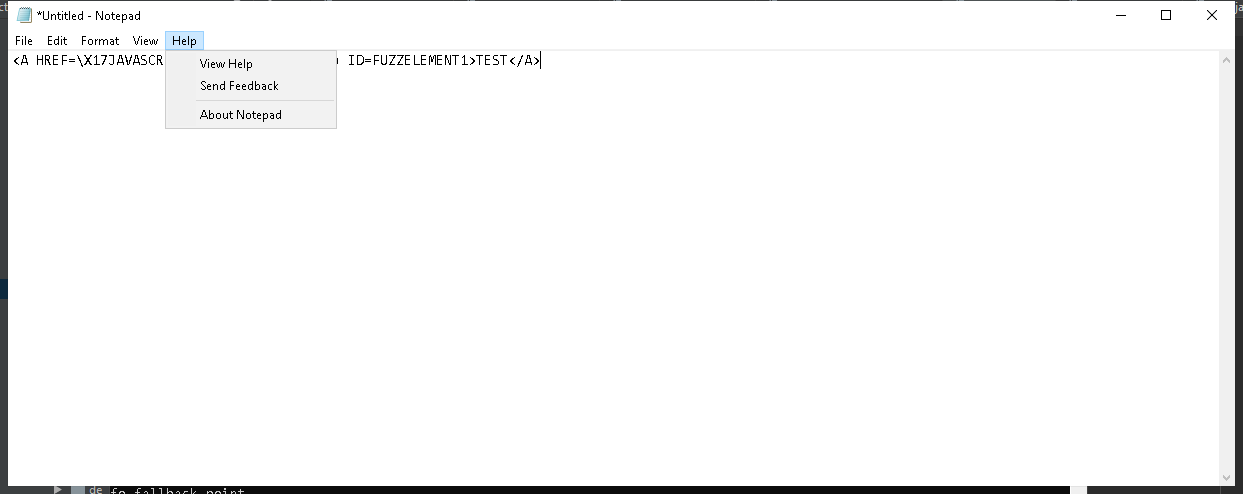 *Untitled - Notepad
File Edit Format View Help
<A HREF=\X17JAVASCR ID=FUZZELEMENT1>TEST</A>
View Help
Send Feedback
About Notepad
de fo fallback point